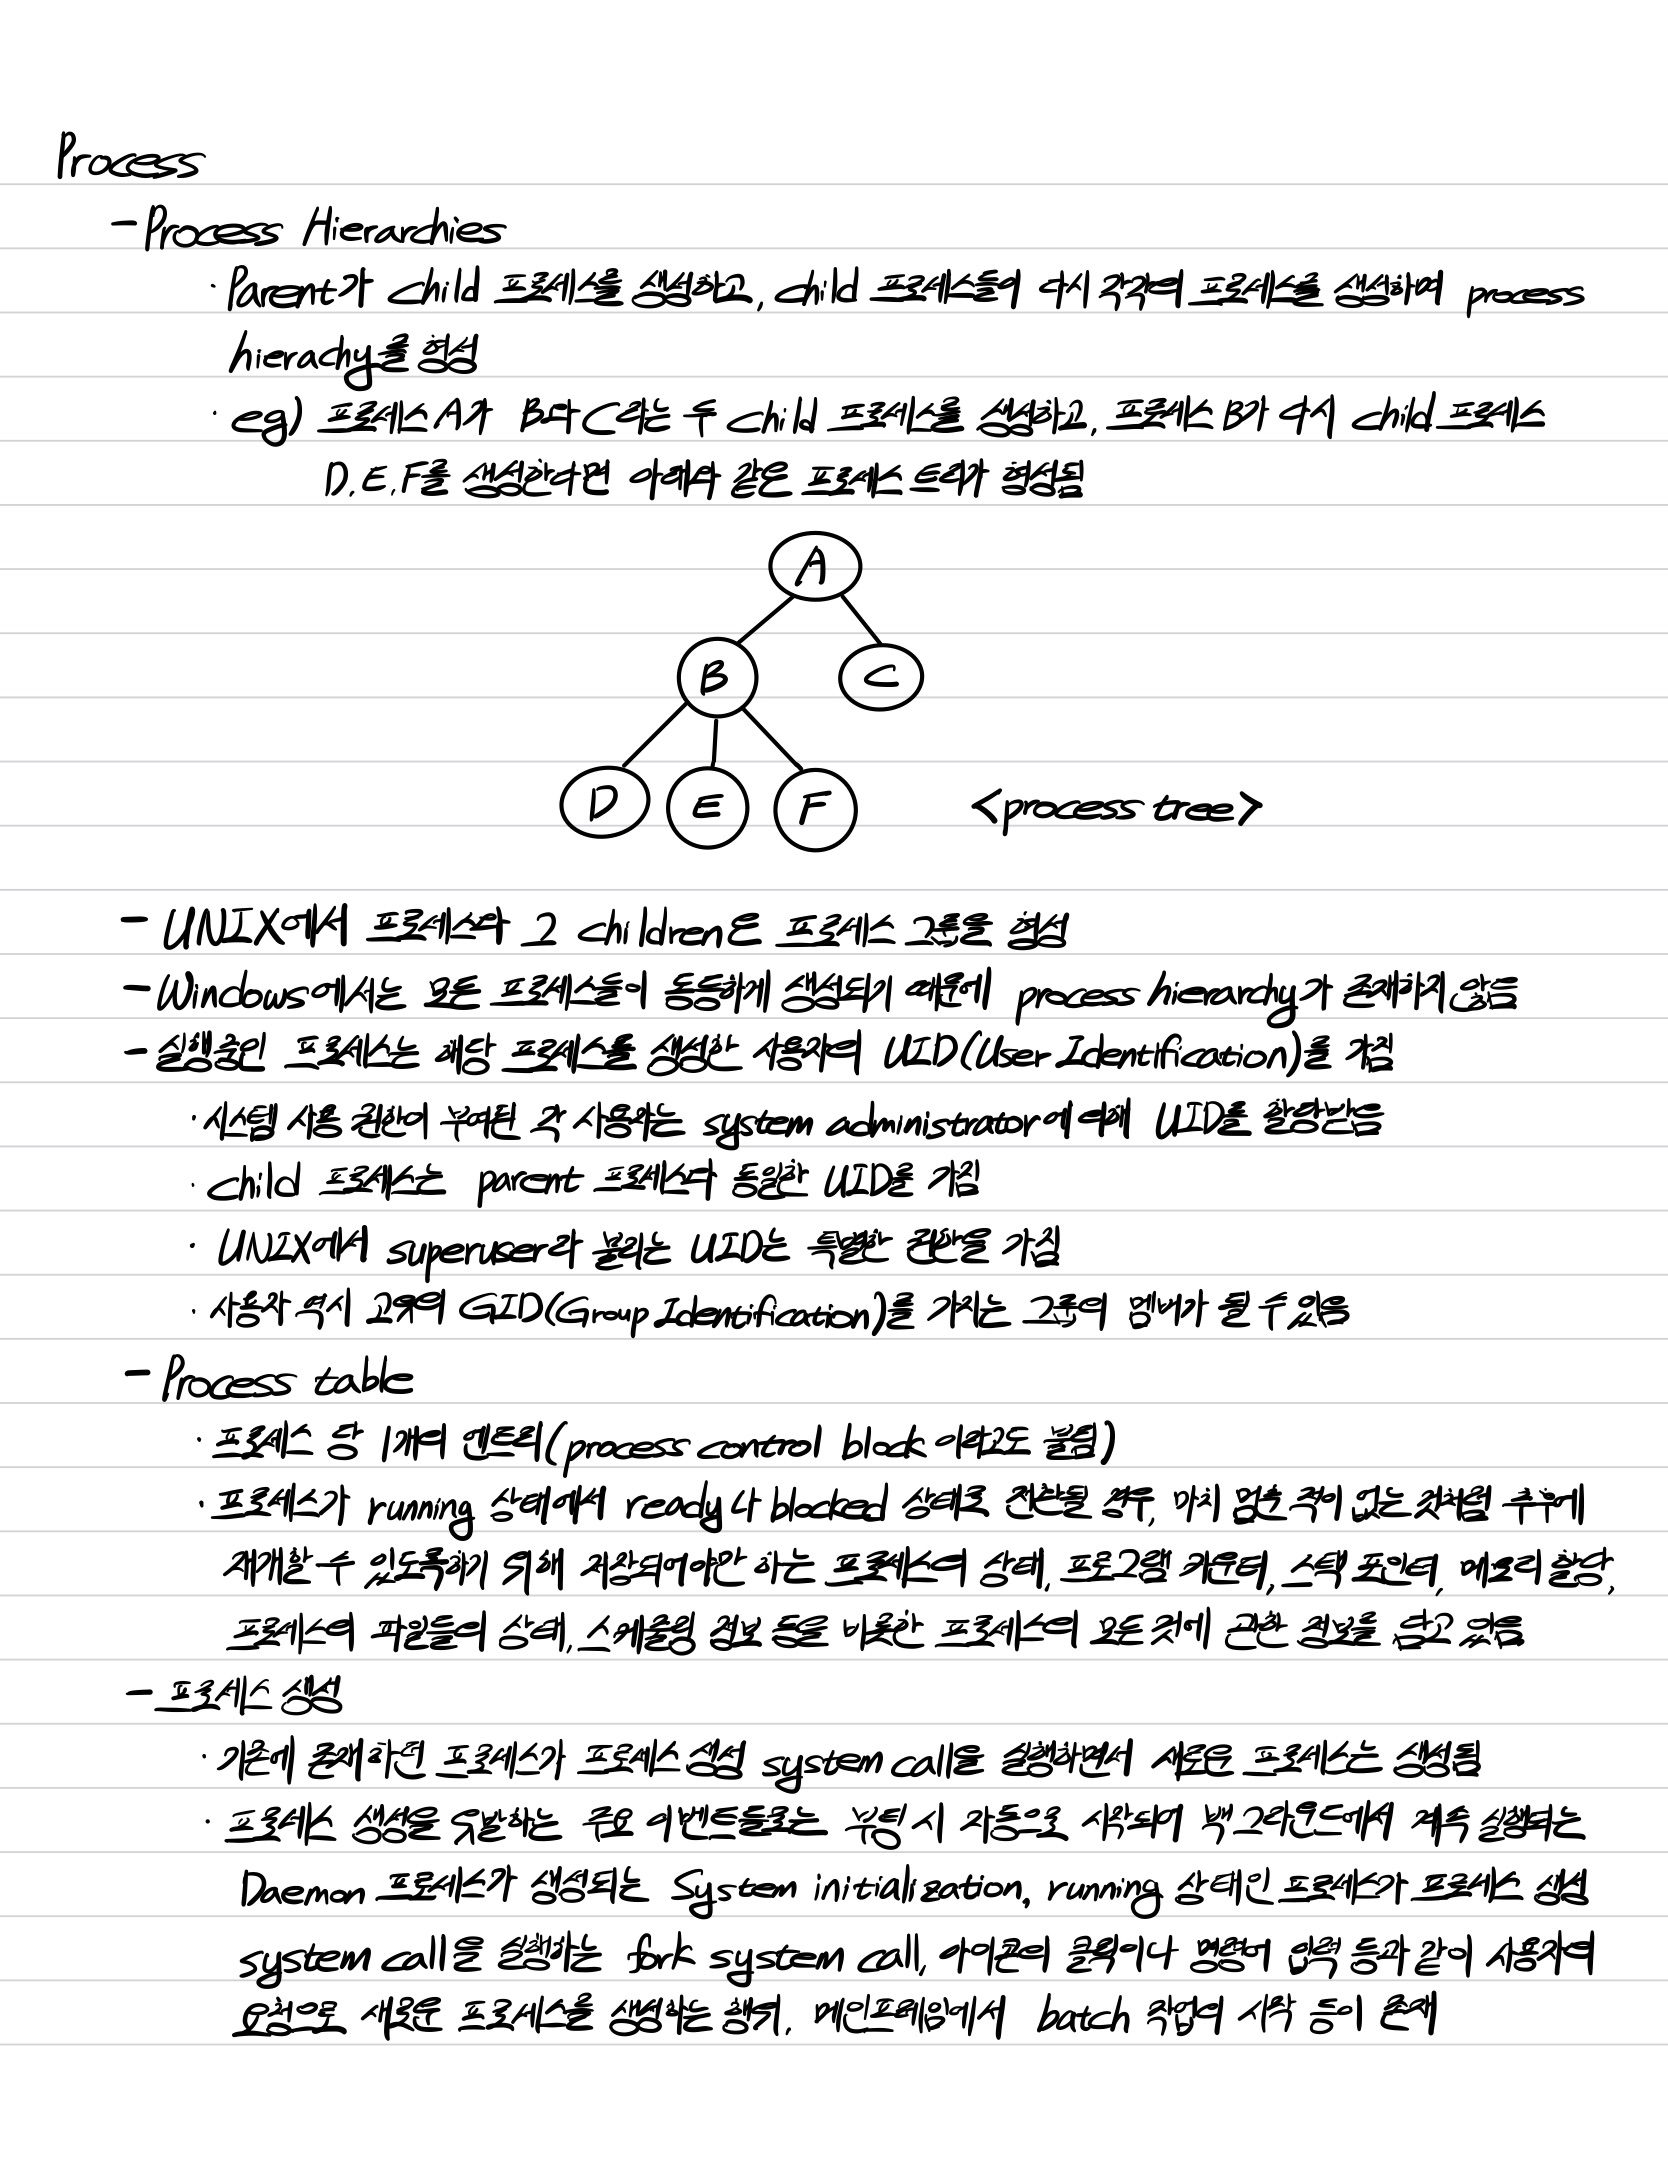 Process
- Process Hierarchies
· Parent가 child 프로세스를 생성하고, child 프로세스들이 다시 각각의 프로세스를 생성하며 process
hierachy를 형성
· eg) 프로세스 A가 B와 C라는 두 child 프로세스를 생성하고, 프로세스 B가 다시 child 프로세스
D, E, F를 생성한다면 아래와 같은 프로세스 트리가 형성됨
A
B C
D E F <process tree>
- UNIX에서 프로세스와 그 children은 프로세스 그룹을 형성
- Windows에서는 모든 프로세스들이 동등하게 생성되기 때문에 process hierarchy가 존재하지 않음
- 실행중인 프로세스는 해당 프로세스를 생성한 사용자의 UID(User Identification)를 가짐
· 시스템 사용 권한이 부여된 각 사용자는 system administrator에 의해 UID를 할당받음
· child 프로세스는 parent 프로세스와 동일한 UID를 가짐
· UNIX에서 superuser라 불리는 UID는 특별한 권한을 가짐
· 사용자 역시 고유의 GID(Group Identification)를 가지는 그룹의 멤버가 될 수 있음
- Process table
· 프로세스 당 1개의 엔트리(process control block 이라고도 불림)
· 프로세스가 running 상태에서 ready나 blocked 상태로 전환될 경우, 마치 멈춘 적이 없는 것처럼 추후에
재개할 수 있도록하기 위해 저장되어야만 하는 프로세스의 상태, 프로그램 카운터, 스택 포인터, 메모리 할당,
프로세스의 파일들의 상태, 스케줄링 정보 등을 비롯한 프로세스의 모든 것에 관한 정보를 담고 있음
- 프로세스 생성
· 기존에 존재하던 프로세스가 프로세스 생성 system call을 실행하면서 새로운 프로세스는 생성됨
· 프로세스 생성을 유발하는 주요 이벤트들로는 부팅 시 자동으로 시작되어 백그라운드에서 계속 실행되는
Daemon 프로세스가 생성되는 System initialization, running 상태인 프로세스가 프로세스 생성
system call을 실행하는 fork system call, 아이콘의 클릭이나 명령어 입력 등과 같이 사용자의
요청으로 새로운 프로세스를 생성하는 행위, 메인프레임에서 batch 작업의 시작 등이 존재